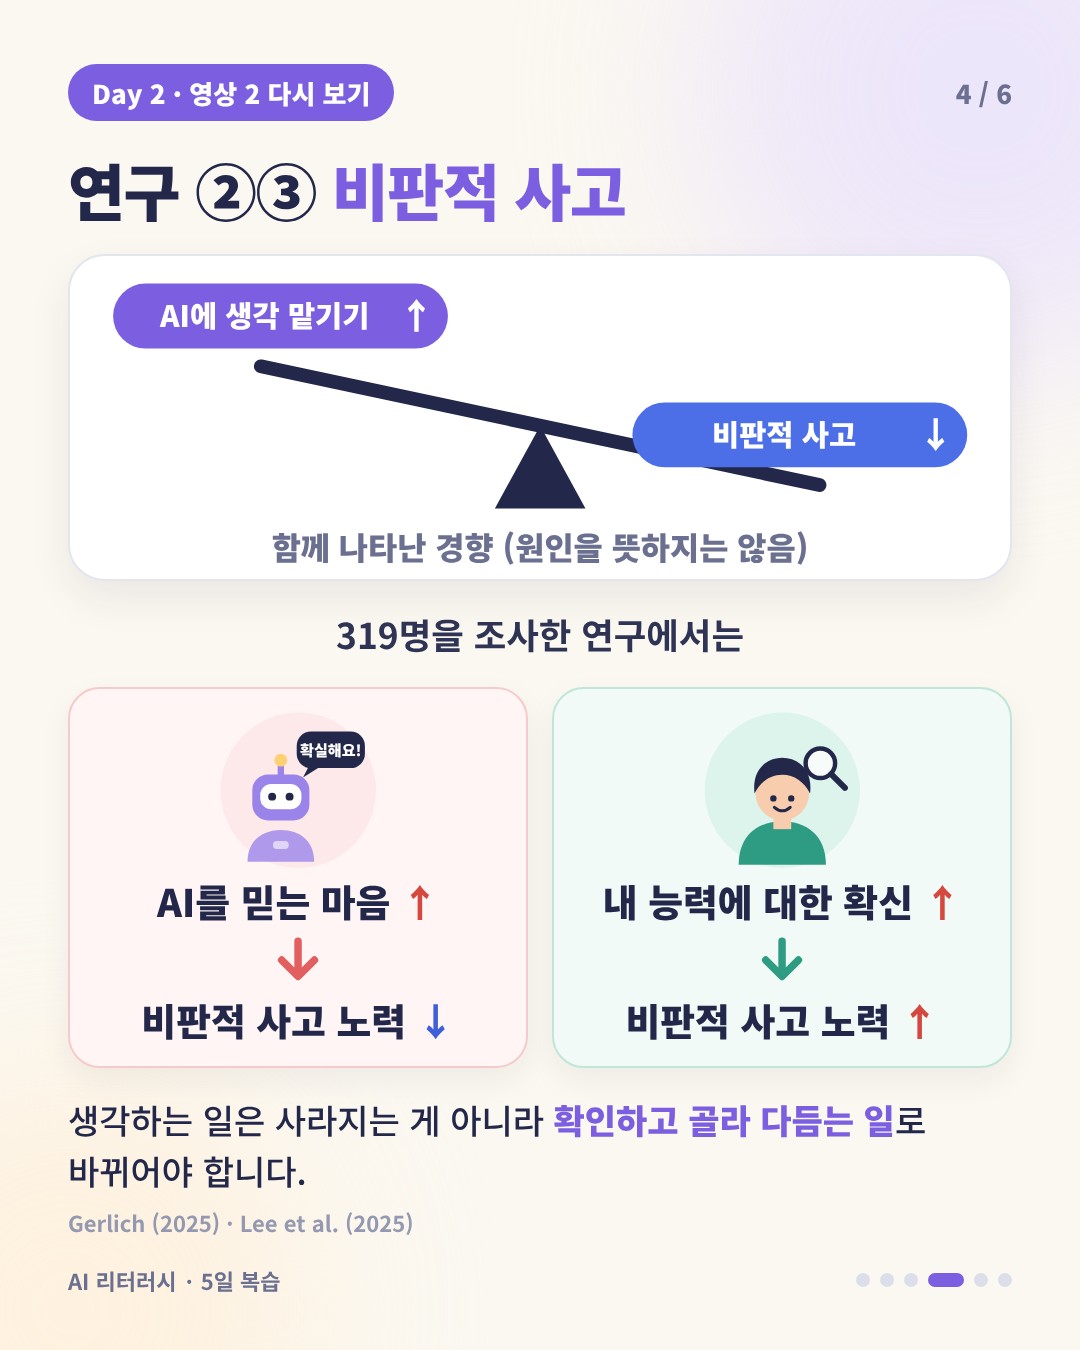 Day 2 · 영상 2 다시 보기
4 / 6
연구 ②③ 비판적 사고
AI에 생각 맡기기 ↑
비판적 사고 ↓
함께 나타난 경향 (원인을 뜻하지는 않음)
319명을 조사한 연구에서는
확실해요!
AI를 믿는 마음 ↑
↓
비판적 사고 노력 ↓
내 능력에 대한 확신 ↑
↓
비판적 사고 노력 ↑
생각하는 일은 사라지는 게 아니라 확인하고 골라 다듬는 일로
바뀌어야 합니다.
Gerlich (2025) · Lee et al. (2025)
AI 리터러시 · 5일 복습